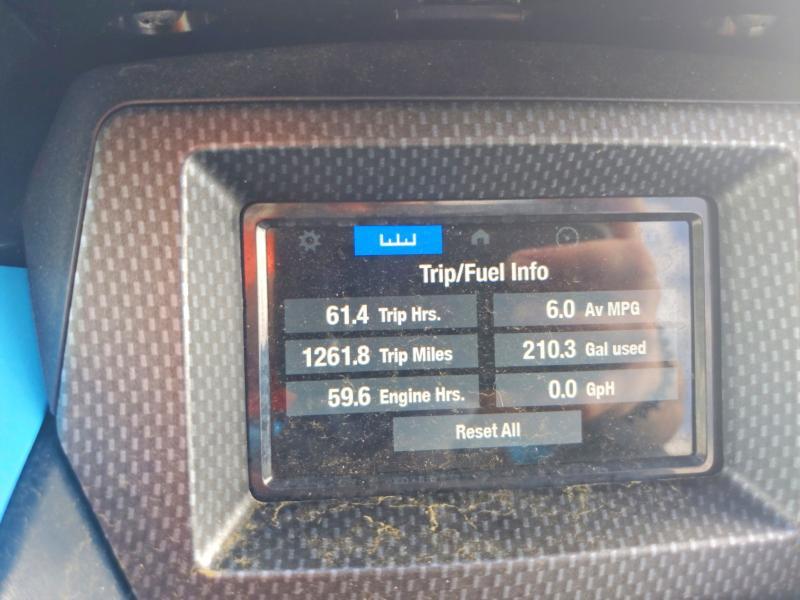 Trip/Fuel Info
61.4 Trip Hrs. 6.0 Av MPG
1261.8 Trip Miles 210.3 Gal used
59.6 Engine Hrs. 0.0 GpH
Reset All